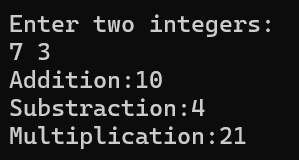 Enter two integers:
7 3
Addition:10
Substraction:4
Multiplication:21